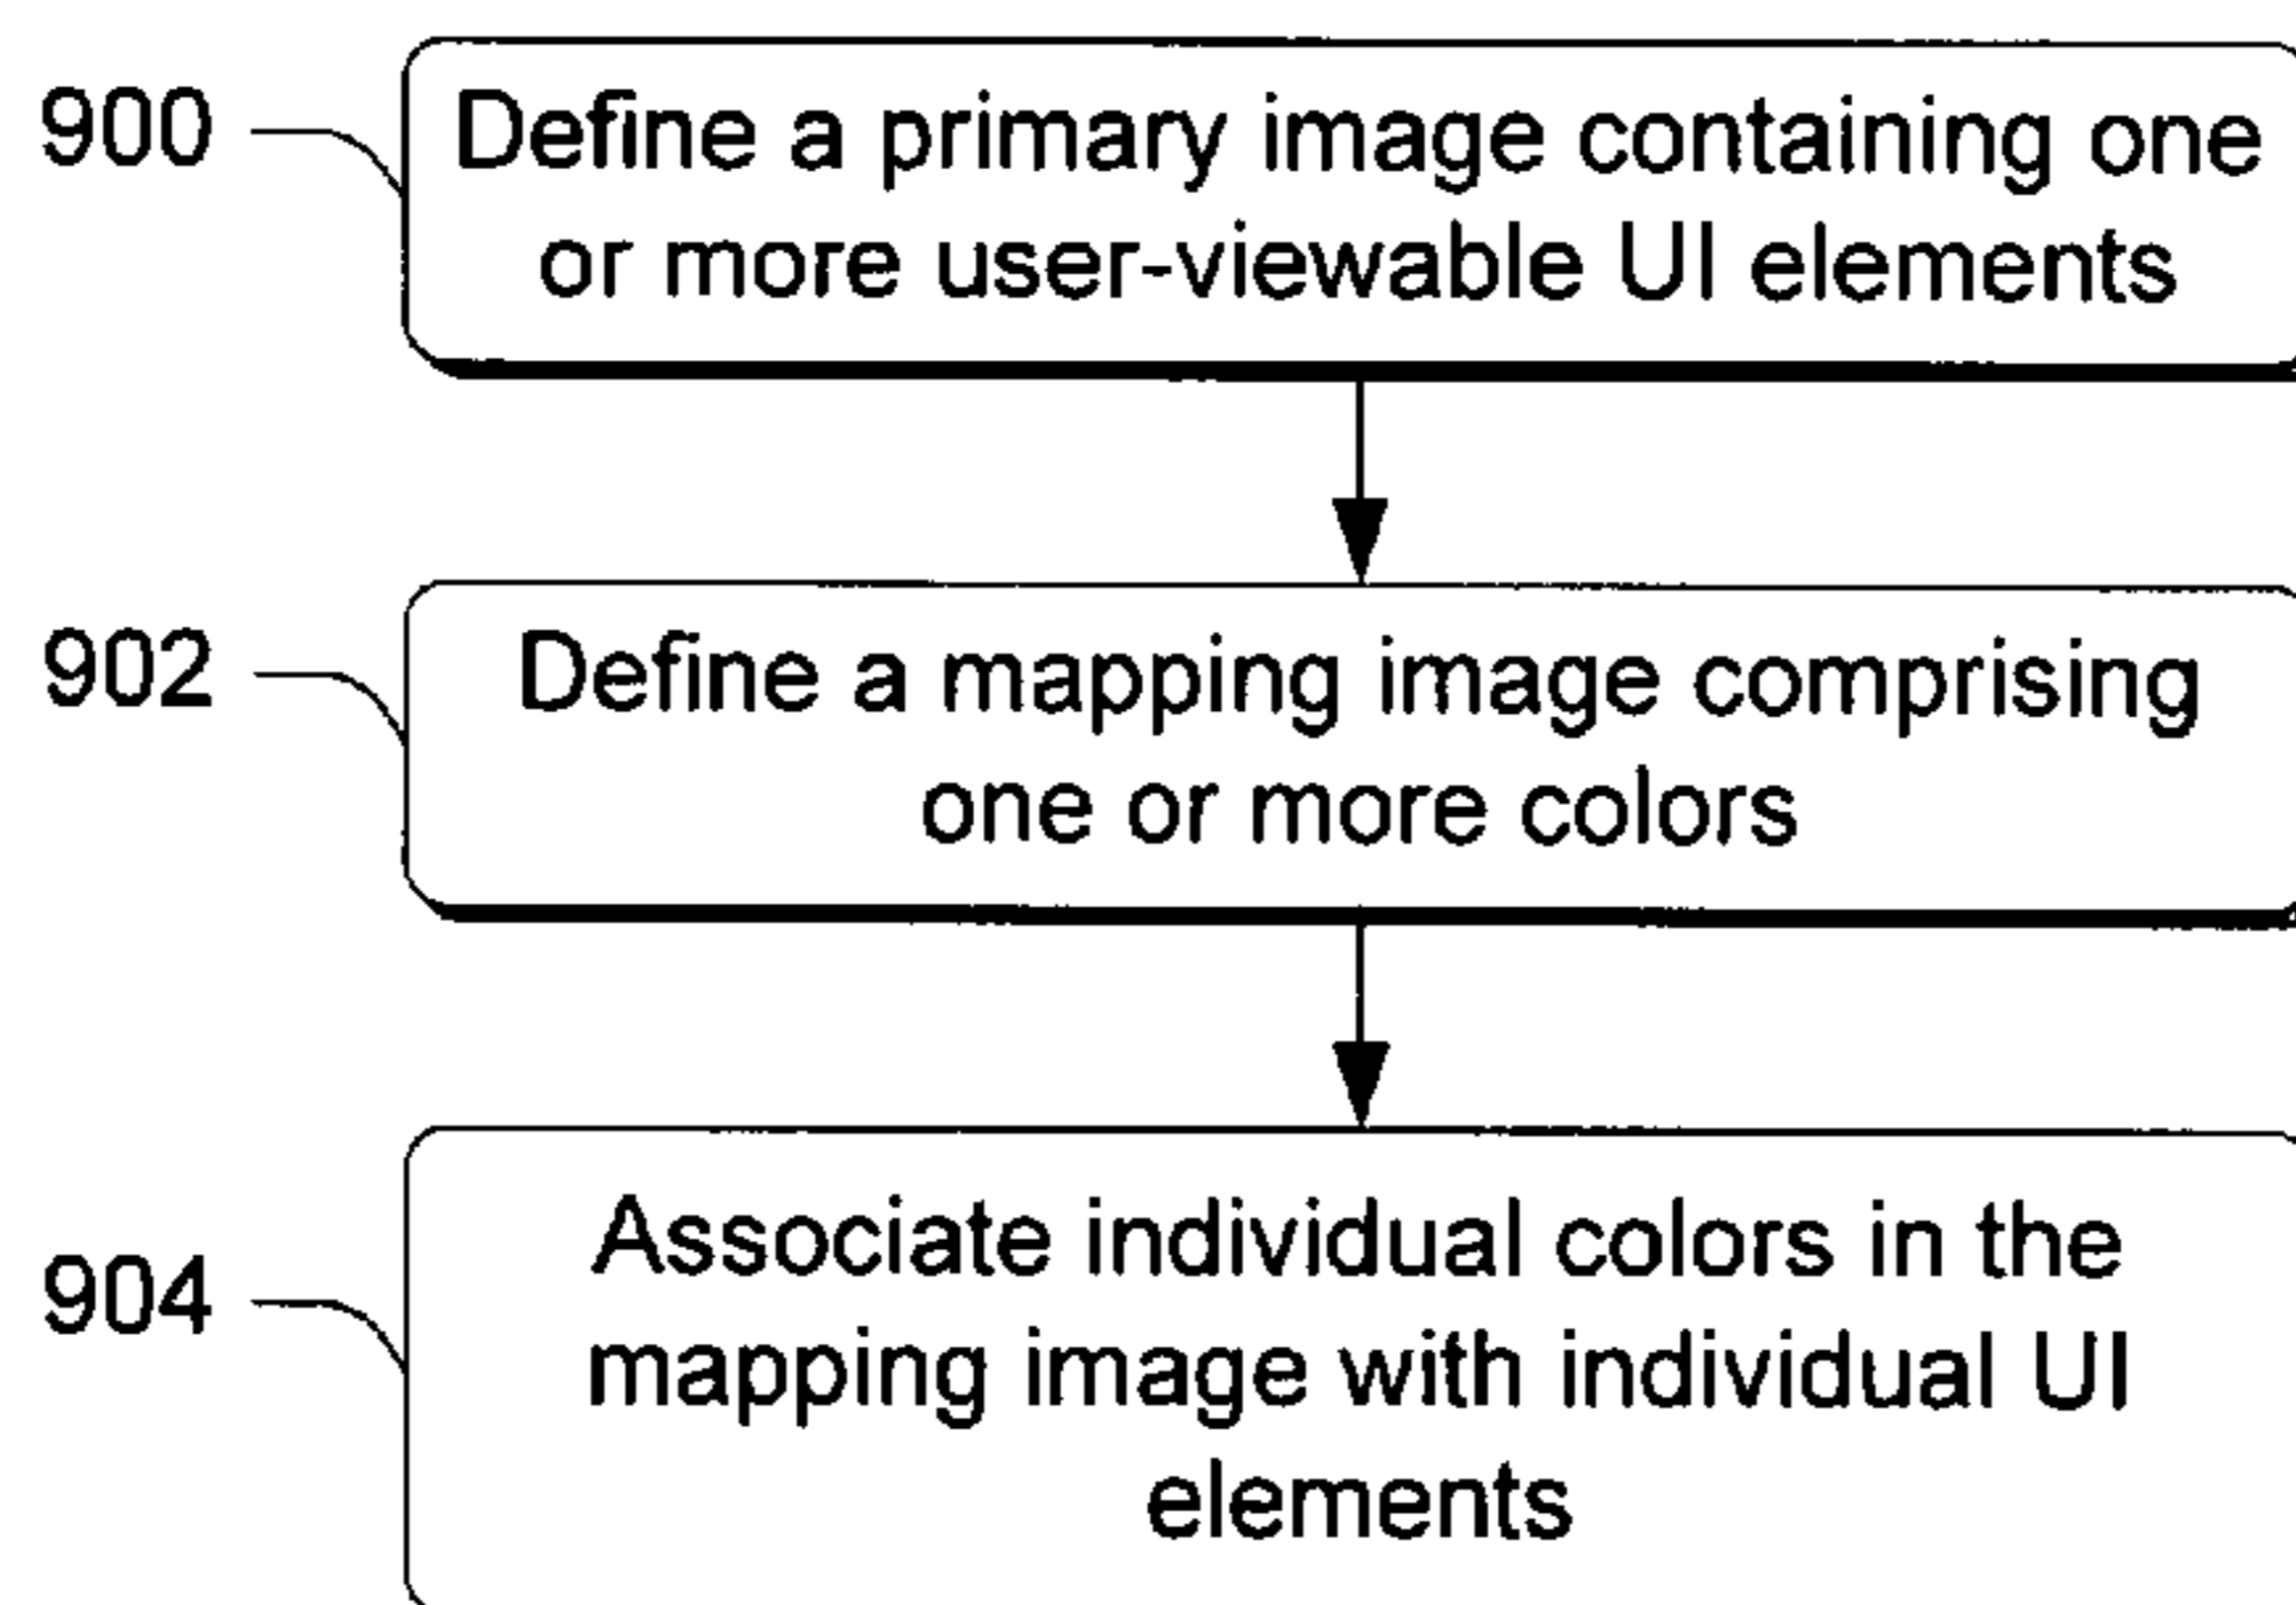 900
Define a primary image containing one
or more user-viewable UI elements
902
Define a mapping image comprising
one or more colors
904
Associate individual colors in the
mapping image with individual UI
elements